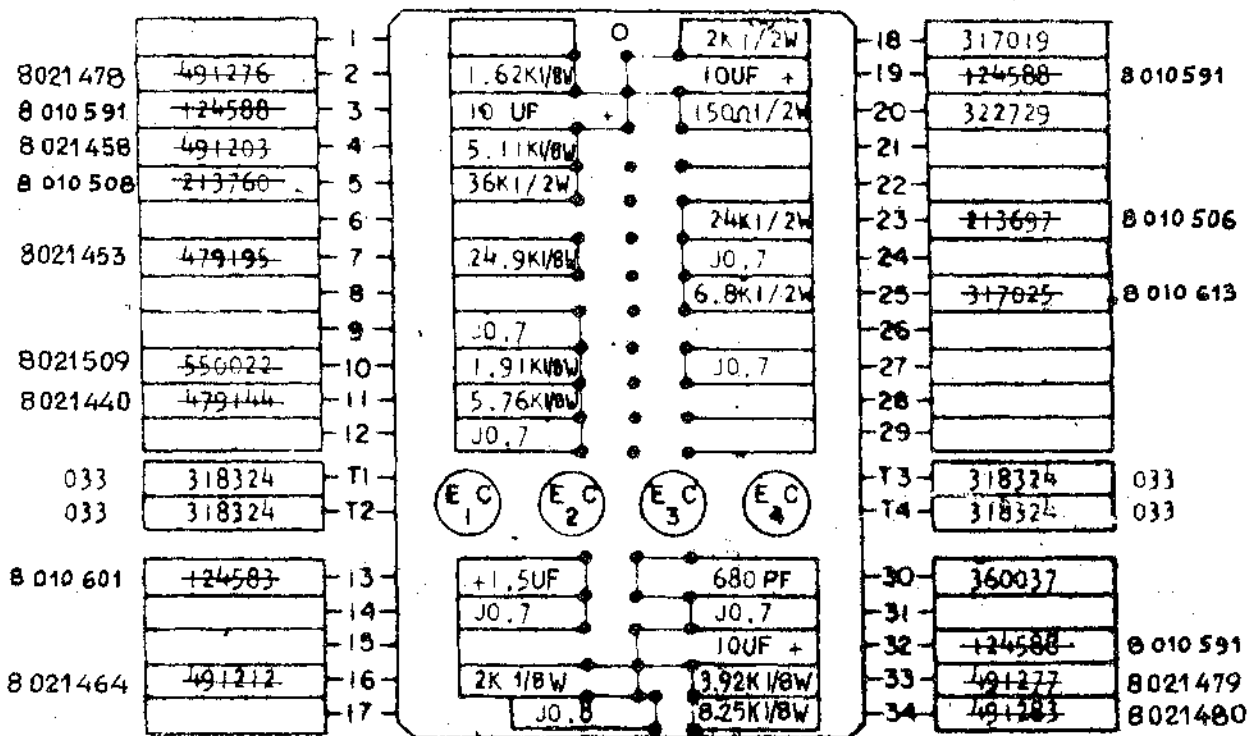 1 O 2K 1/2W 18 317019
8021478 491276 2 1.62K1/8W 10UF + 19 124588 8010591
8010591 124588 3 10 UF + 150Ω1/2W 20 322729
8021458 491203 4 5.11K1/8W 21
8010508 213760 5 36K1/2W 22
6 24K1/2W 23 213697 8010506
8021453 479195 7 24.9K1/8W J0.7 24
8 6.8K1/2W 25 317025 8010613
9 J0.7 26
8021509 550022 10 1.91K1/8W J0.7 27
8021440 479144 11 5.76K1/8W 28
12 J0.7 29
033 318324 T1 T3 318324 033
E C 1 E C 2 E C 3 E C 4
033 318324 T2 T4 318324 033
8010601 124583 13 +1.5UF 680PF 30 360037
14 J0.7 J0.7 31
15 10UF + 32 124588 8010591
8021464 491212 16 2K 1/8W 3.92K1/8W 33 491277 8021479
17 J0.8 8.25K1/8W 34 491283 8021480